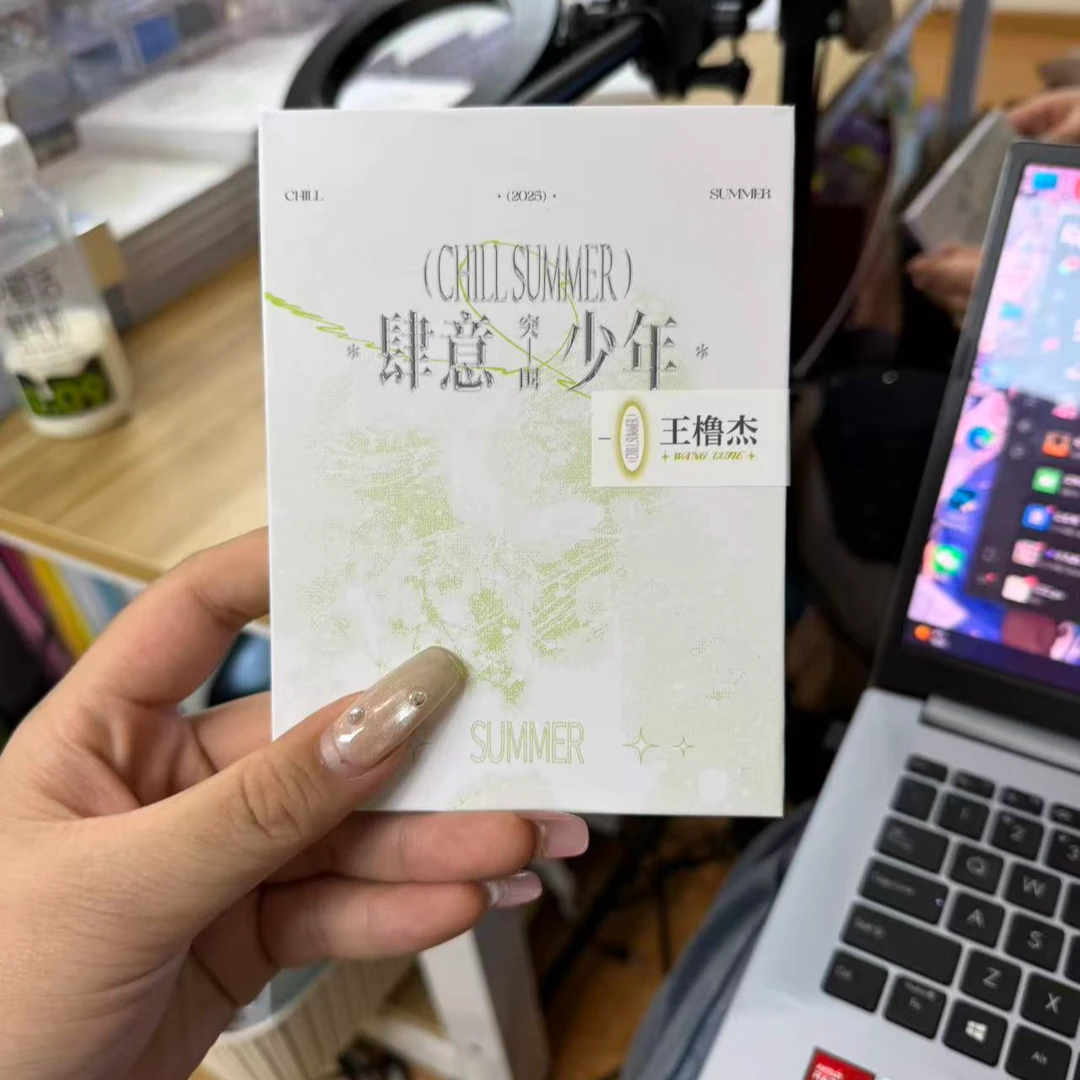 CHILL
•(2025)•
SUMMER
(CHILL SUMMER)
*肆意突围少年*
(CHILL SUMMER)
王橹杰
WANG LUJIE
SUMMER
Q
W
A
S
Z
X
Alt